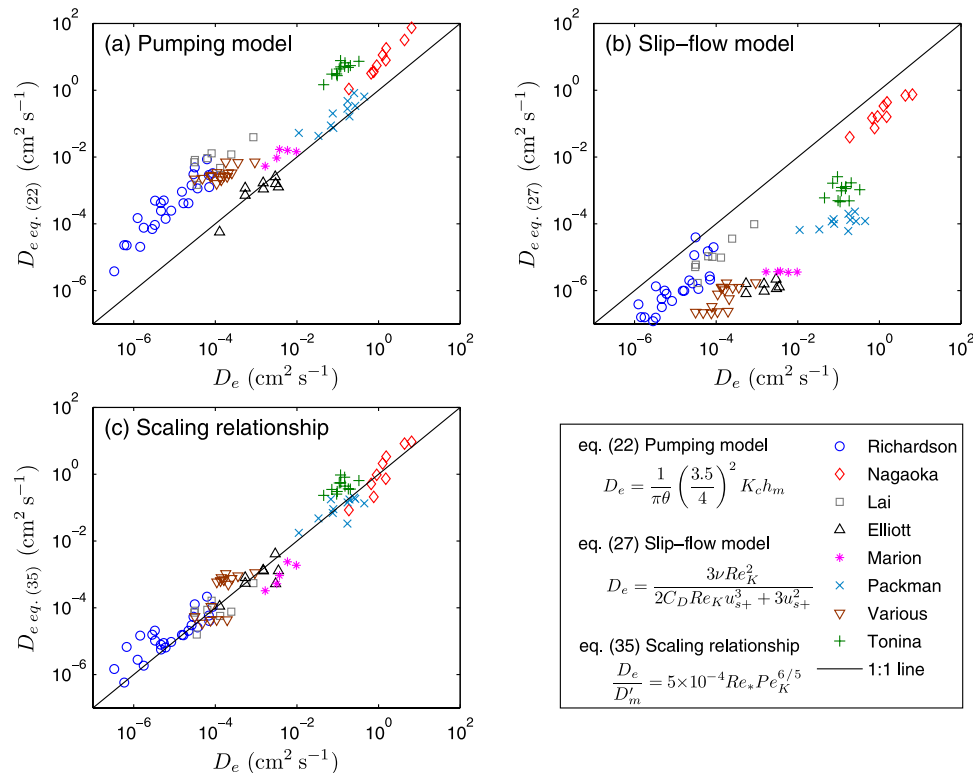 (a) Pumping model
10^2
10^0
10^-2
10^-4
10^-6
D_e eq. (22) (cm^2 s^-1)
10^-6 10^-4 10^-2 10^0 10^2
D_e (cm^2 s^-1)
(b) Slip-flow model
10^2
10^0
10^-2
10^-4
10^-6
D_e eq. (27) (cm^2 s^-1)
10^-6 10^-4 10^-2 10^0 10^2
D_e (cm^2 s^-1)
(c) Scaling relationship
10^2
10^0
10^-2
10^-4
10^-6
D_e eq. (35) (cm^2 s^-1)
10^-6 10^-4 10^-2 10^0 10^2
D_e (cm^2 s^-1)
eq. (22) Pumping model
D_e = 1/(πθ) (3.5/4)^2 K_c h_m
eq. (27) Slip-flow model
D_e = 3νRe_K^2 / (2C_D Re_K u_{s+}^3 + 3u_{s+}^2)
eq. (35) Scaling relationship
D_e/D'_m = 5×10^-4 Re_* Pe_K^{6/5}
Richardson
Nagaoka
Lai
Elliott
Marion
Packman
Various
Tonina
1:1 line